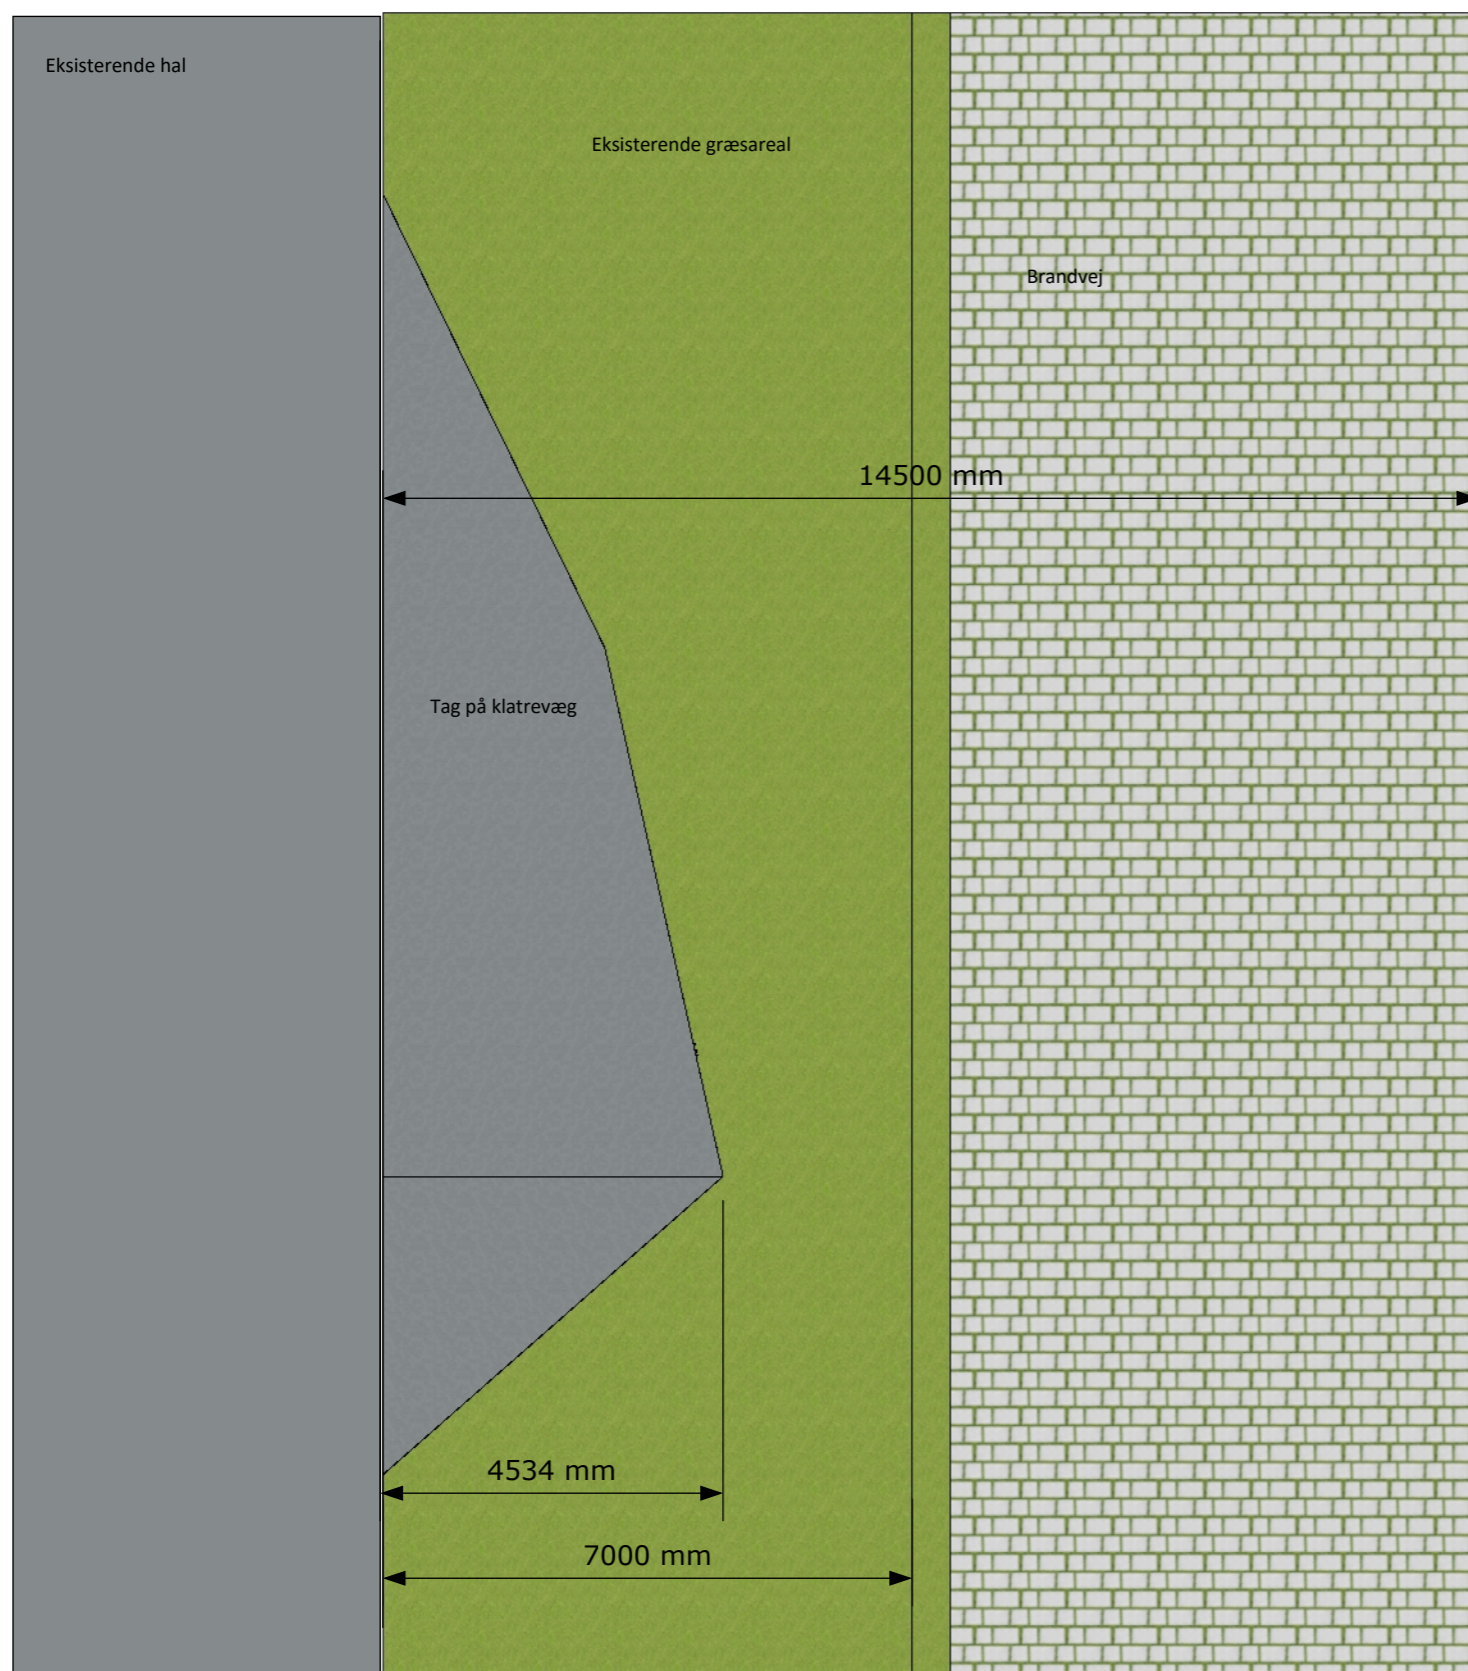 Eksisterende hal
Eksisterende græsareal
Brandvej
14500 mm
Tag på klatrevæg
4534 mm
7000 mm